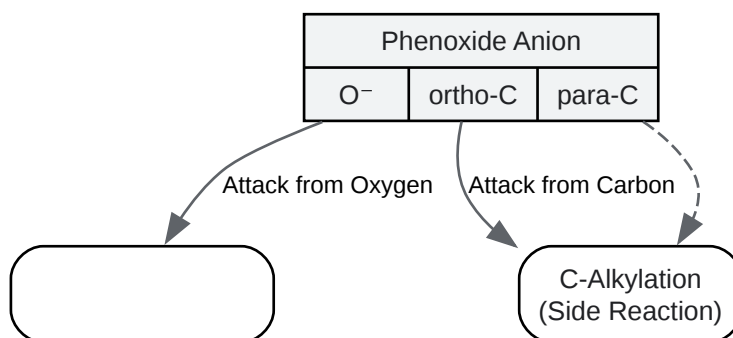 Phenoxide Anion
O⁻ ortho-C para-C
Attack from Oxygen Attack from Carbon
C-Alkylation
(Side Reaction)